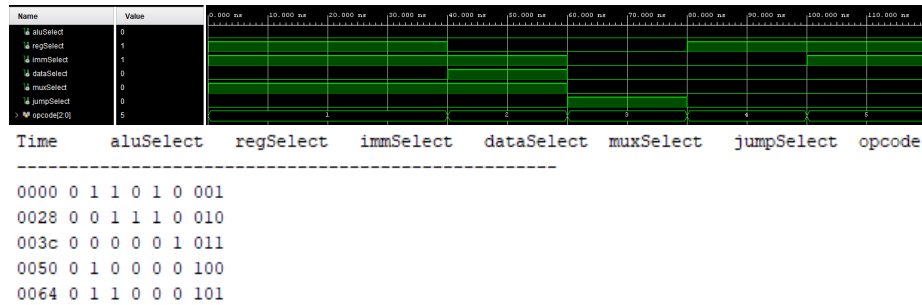 Name Value 0.000 ns 10.000 ns 20.000 ns 30.000 ns 40.000 ns 50.000 ns 60.000 ns 70.000 ns 80.000 ns 90.000 ns 100.000 ns 110.000 ns
aluSelect 0
regSelect 1
immSelect 1
dataSelect 0
muxSelect 0
jumpSelect 0
opcode[2:0] 5 1 2 3 4 5
Time aluSelect regSelect immSelect dataSelect muxSelect jumpSelect opcode
------------------------------------------------------
0000 0 1 1 0 1 0 001
0028 0 0 1 1 1 0 010
003c 0 0 0 0 0 1 011
0050 0 1 0 0 0 0 100
0064 0 1 1 0 0 0 101